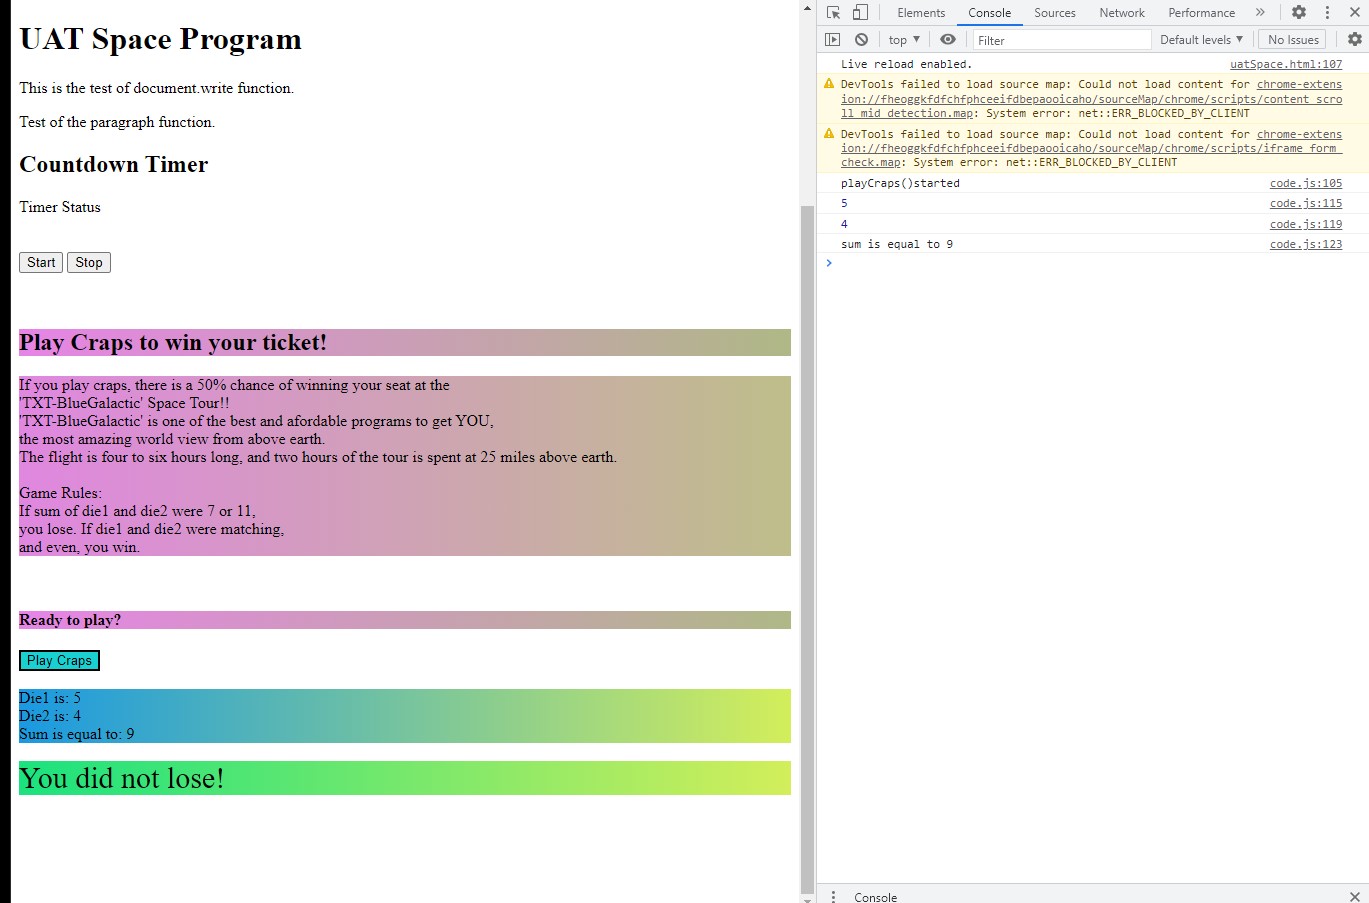 UAT Space Program
This is the test of document.write function.
Test of the paragraph function.
Countdown Timer
Timer Status
Start Stop
Play Craps to win your ticket!
If you play craps, there is a 50% chance of winning your seat at the
'TXT-BlueGalactic' Space Tour!!
'TXT-BlueGalactic' is one of the best and afordable programs to get YOU,
the most amazing world view from above earth.
The flight is four to six hours long, and two hours of the tour is spent at 25 miles above earth.
Game Rules:
If sum of die1 and die2 were 7 or 11,
you lose. If die1 and die2 were matching,
and even, you win.
Ready to play?
Play Craps
Die1 is: 5
Die2 is: 4
Sum is equal to: 9
You did not lose!
Elements Console Sources Network Performance »
top ▼ Filter Default levels ▼ No Issues
Live reload enabled. uatSpace.html:107
DevTools failed to load source map: Could not load content for chrome-extens
ion://fheoggkfdfchfphceeifdbepaooicaho/sourceMap/chrome/scripts/content_scro
ll_mid_detection.map: System error: net::ERR_BLOCKED_BY_CLIENT
DevTools failed to load source map: Could not load content for chrome-extens
ion://fheoggkfdfchfphceeifdbepaooicaho/sourceMap/chrome/scripts/iframe_form_
check.map: System error: net::ERR_BLOCKED_BY_CLIENT
playCraps()started code.js:105
5 code.js:115
4 code.js:119
sum is equal to 9 code.js:123
Console